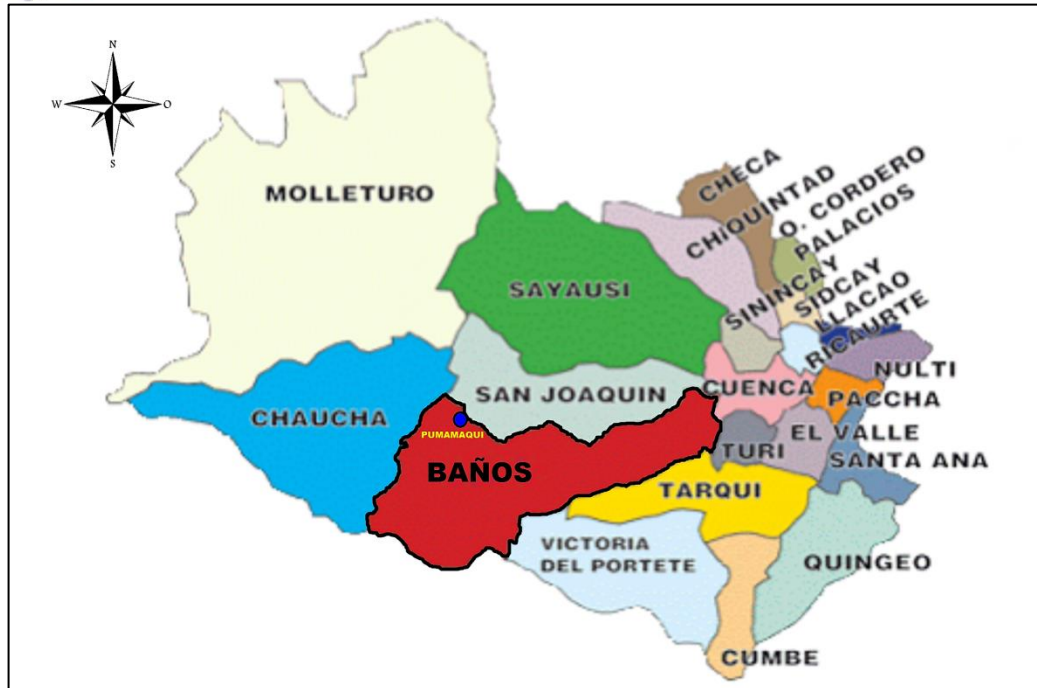 N
W
O
S
MOLLETURO
CHECA
CHIQUINTAD
O. CORDERO
PALACIOS
SAYAUSI
SININCAY
SIDCAY
LLACAO
RICAURTE
NULTI
SAN JOAQUIN
CUENCA
PACCHA
CHAUCHA
PUMAMAQUI
BAÑOS
TURI
EL VALLE
SANTA ANA
TARQUI
VICTORIA
DEL PORTETE
QUINGEO
CUMBE